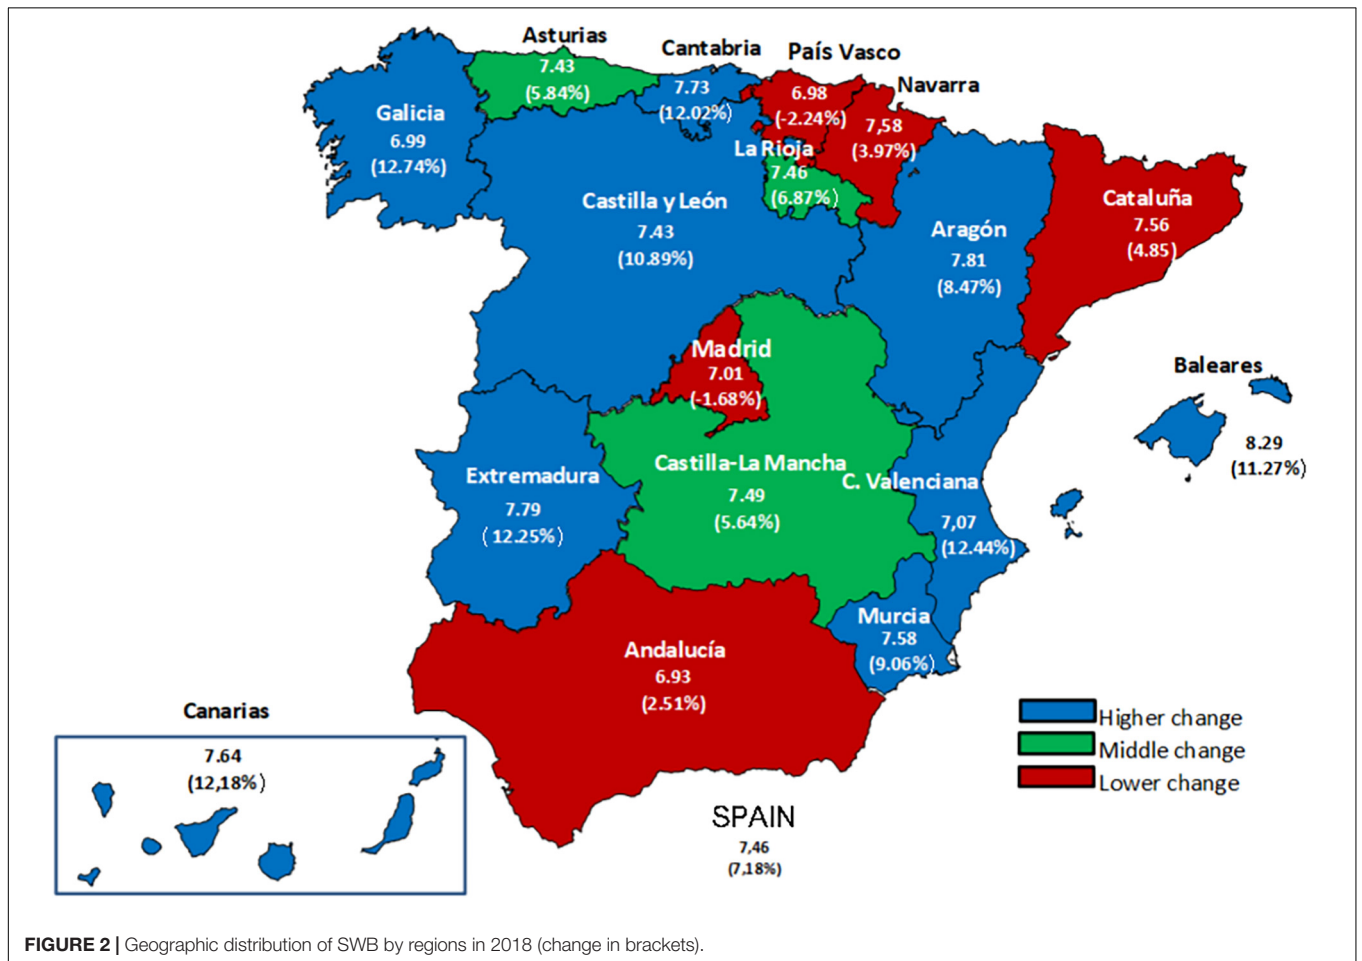 Asturias
7.43
(5.84%)
Cantabria
7.73
(12.02%)
País Vasco
6.98
(-2.24%)
Navarra
7,58
(3.97%)
Galicia
6.99
(12.74%)
La Rioja
7.46
(6.87%)
Castilla y León
7.43
(10.89%)
Aragón
7.81
(8.47%)
Cataluña
7.56
(4.85)
Madrid
7.01
(-1.68%)
Baleares
8.29
(11.27%)
Extremadura
7.79
(12.25%)
Castilla-La Mancha
7.49
(5.64%)
C. Valenciana
7,07
(12.44%)
Murcia
7.58
(9.06%)
Andalucía
6.93
(2.51%)
Canarias
7.64
(12,18%)
Higher change
Middle change
Lower change
SPAIN
7,46
(7,18%)
FIGURE 2 | Geographic distribution of SWB by regions in 2018 (change in brackets).